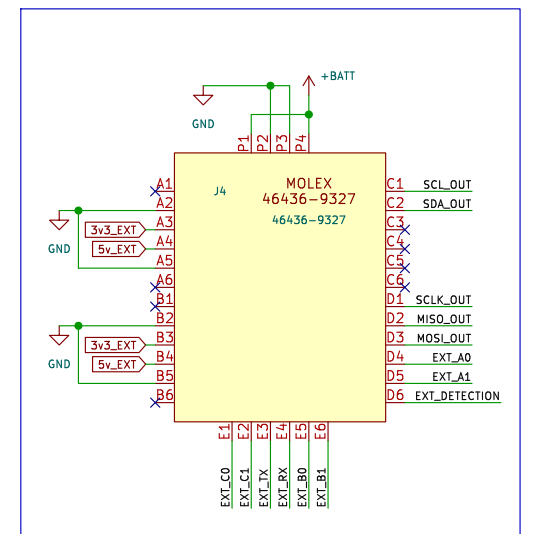 +BATT
GND
P1
P2
P3
P4
J4
MOLEX
46436-9327
46436-9327
A1
A2
A3
A4
A5
A6
B1
B2
B3
B4
B5
B6
GND
3v3_EXT
5v_EXT
GND
3v3_EXT
5v_EXT
C1 SCL_OUT
C2 SDA_OUT
C3
C4
C5
C6
D1 SCLK_OUT
D2 MISO_OUT
D3 MOSI_OUT
D4 EXT_A0
D5 EXT_A1
D6 EXT_DETECTION
E1 EXT_C0
E2 EXT_C1
E3 EXT_TX
E4 EXT_RX
E5 EXT_B0
E6 EXT_B1